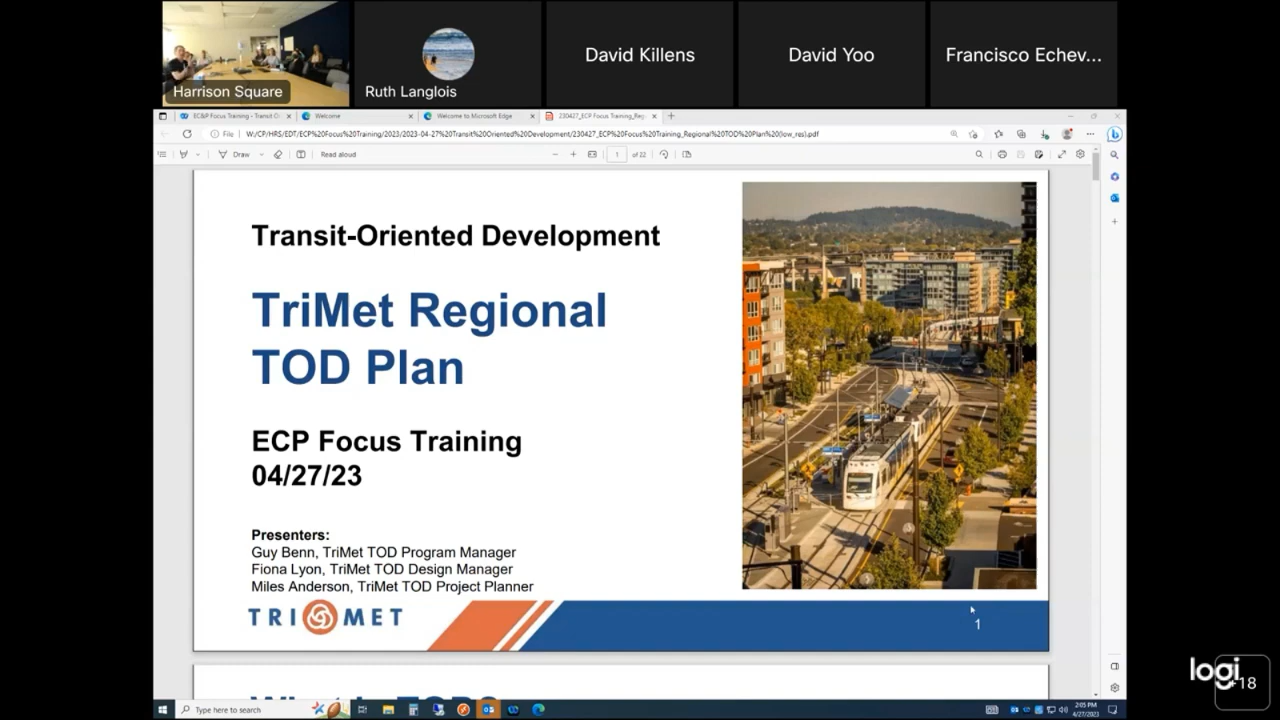 Harrison Square
Ruth Langlois
David Killens
David Yoo
Francisco Echev...
EC&P Focus Training - Transit O
Welcome
Welcome to Microsoft Edge
230427_ECP Focus Training_Reg
File
W:/CP/HRS/EDT/ECP%20Focus%20Training/2023/2023-04-27%20Transit%20Oriented%20Development/230427_ECP%20Focus%20Training_Regional%20TOD%20Plan%20(low_res).pdf
Draw
Read aloud
1
of 22
Transit-Oriented Development
TriMet Regional
TOD Plan
ECP Focus Training
04/27/23
Presenters:
Guy Benn, TriMet TOD Program Manager
Fiona Lyon, TriMet TOD Design Manager
Miles Anderson, TriMet TOD Project Planner
TRI MET
1
What is TOD?
logi
+18
Type here to search
2:05 PM
4/27/2023